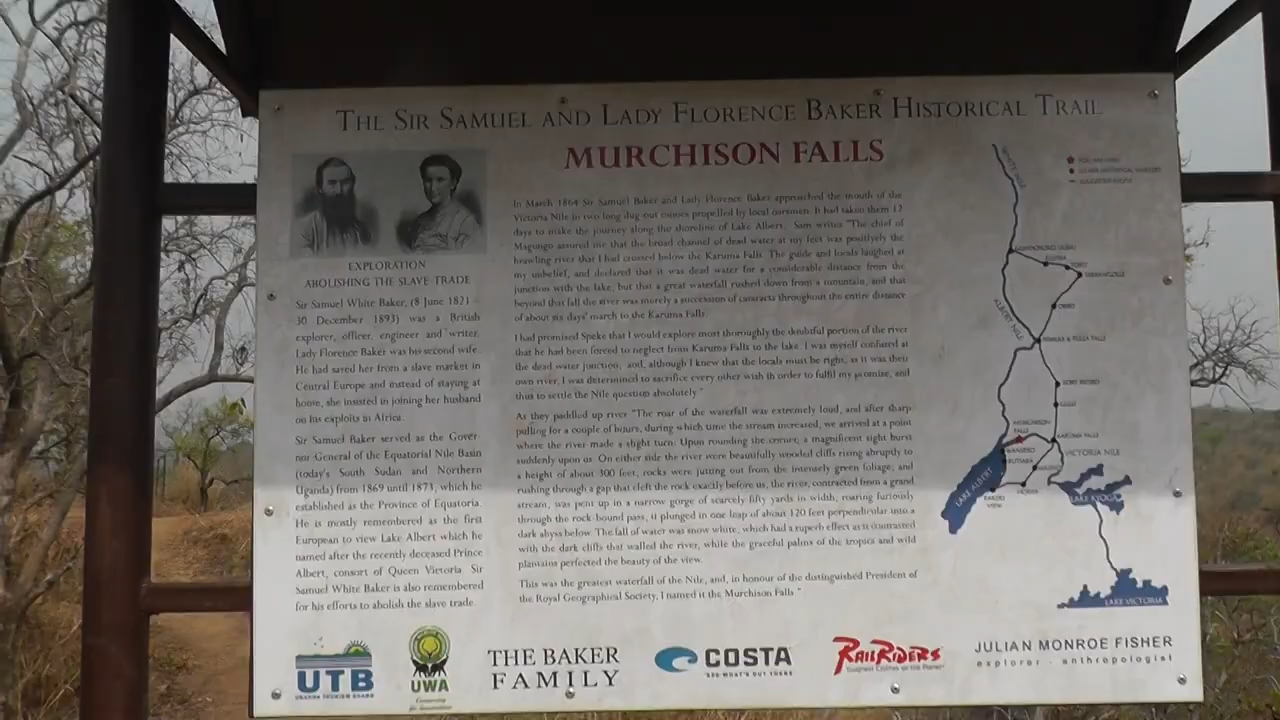 THE SIR SAMUEL AND LADY FLORENCE BAKER HISTORICAL TRAIL
MURCHISON FALLS
EXPLORATION
ABOLISHING THE SLAVE TRADE
Sir Samuel White Baker, (8 June 1821 –
30 December 1893) was a British
explorer, officer, engineer and writer.
Lady Florence Baker was his second wife.
He had saved her from a slave market in
Central Europe and instead of staying at
home, she insisted in joining her husband
on his exploits in Africa.
Sir Samuel Baker served as the Gover-
nor-General of the Equatorial Nile Basin
(today's South Sudan and Northern
Uganda) from 1869 until 1873, which he
established as the Province of Equatoria.
He is mostly remembered as the first
European to view Lake Albert which he
named after the recently deceased Prince
Albert, consort of Queen Victoria. Sir
Samuel White Baker is also remembered
for his efforts to abolish the slave trade.
In March 1864 Sir Samuel Baker and Lady Florence Baker approached the mouth of the
Victoria Nile in two long dug-out canoes propelled by local oarsmen. It had taken them 12
days to make the journey along the shoreline of Lake Albert. Sam writes "The chief of
Magungo assured me that the broad channel of dead water at my feet was positively the
brawling river that I had crossed below the Karuma Falls. The guide and locals laughed at
my unbelief, and declared that it was dead water for a considerable distance from the
junction with the lake, but that a great waterfall rushed down from a mountain, and that
beyond that fall the river was merely a succession of cataracts throughout the entire distance
of about six days' march to the Karuma Falls.
I had promised Speke that I would explore most thoroughly the doubtful portion of the river
that he had been forced to neglect from Karuma Falls to the lake. I was myself confused at
the dead water junction; and, although I knew that the locals must be right, as it was their
own river, I was determined to sacrifice every other wish in order to fulfil my promise, and
thus to settle the Nile question absolutely."
As they paddled up river "The roar of the waterfall was extremely loud, and after sharp
pulling for a couple of hours, during which time the stream increased, we arrived at a point
where the river made a slight turn. Upon rounding the corner, a magnificent sight burst
suddenly upon us. On either side the river were beautifully wooded cliffs rising abruptly to
a height of about 300 feet; rocks were jutting out from the intensely green foliage; and
rushing through a gap that cleft the rock exactly before us, the river, contracted from a grand
stream, was pent up in a narrow gorge of scarcely fifty yards in width; roaring furiously
through the rock-bound pass, it plunged in one leap of about 120 feet perpendicular into a
dark abyss below. The fall of water was snow white, which had a superb effect as it contrasted
with the dark cliffs that walled the river, while the graceful palms of the tropics and wild
plantains perfected the beauty of the view.
This was the greatest waterfall of the Nile, and, in honour of the distinguished President of
the Royal Geographical Society, I named it the Murchison Falls."
WHITE NILE
ALBERT NILE
MURCHISON
FALLS
KARUMA FALLS
VICTORIA NILE
LAKE ALBERT
LAKE KYOGA
LAKE VICTORIA
UTB
UGANDA TOURISM BOARD
UWA
Conserving
for Generations
THE BAKER
FAMILY
COSTA
SEE WHAT'S OUT THERE
RAILRIDERS
Toughest Clothes on the Planet
JULIAN MONROE FISHER
explorer - anthropologist